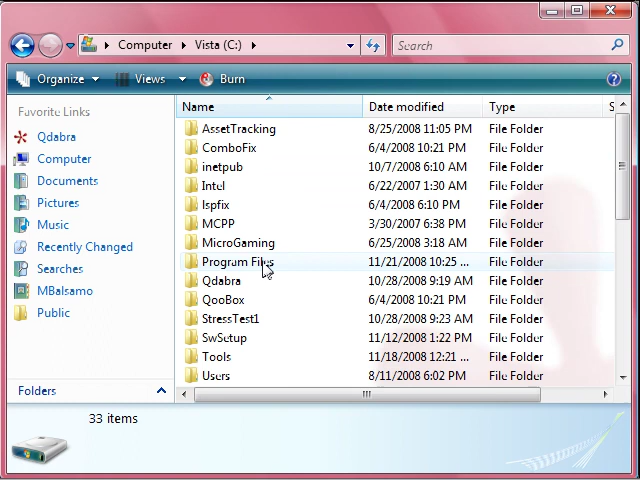 Computer Vista (C:) Search
Organize Views Burn
Favorite Links
Qdabra
Computer
Documents
Pictures
Music
Recently Changed
Searches
MBalsamo
Public
Folders
Name Date modified Type S
AssetTracking 8/25/2008 11:05 PM File Folder
ComboFix 6/4/2008 10:21 PM File Folder
inetpub 10/7/2008 6:10 AM File Folder
Intel 6/22/2007 1:30 AM File Folder
lspfix 6/4/2008 6:10 PM File Folder
MCPP 3/30/2007 6:38 PM File Folder
MicroGaming 6/25/2008 3:18 AM File Folder
Program Files 11/21/2008 10:25 ... File Folder
Qdabra 10/28/2008 9:19 AM File Folder
QooBox 6/4/2008 10:21 PM File Folder
StressTest1 10/28/2008 9:23 AM File Folder
SwSetup 11/12/2008 1:22 PM File Folder
Tools 11/18/2008 12:21 ... File Folder
Users 8/11/2008 6:02 PM File Folder
33 items